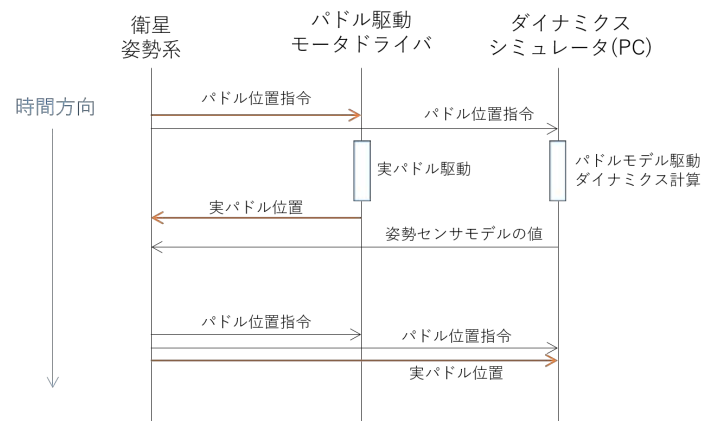 衛星
姿勢系
パドル駆動
モータドライバ
ダイナミクス
シミュレータ(PC)
時間方向
パドル位置指令
パドル位置指令
実パドル駆動
パドルモデル駆動
ダイナミクス計算
実パドル位置
姿勢センサモデルの値
パドル位置指令
パドル位置指令
実パドル位置